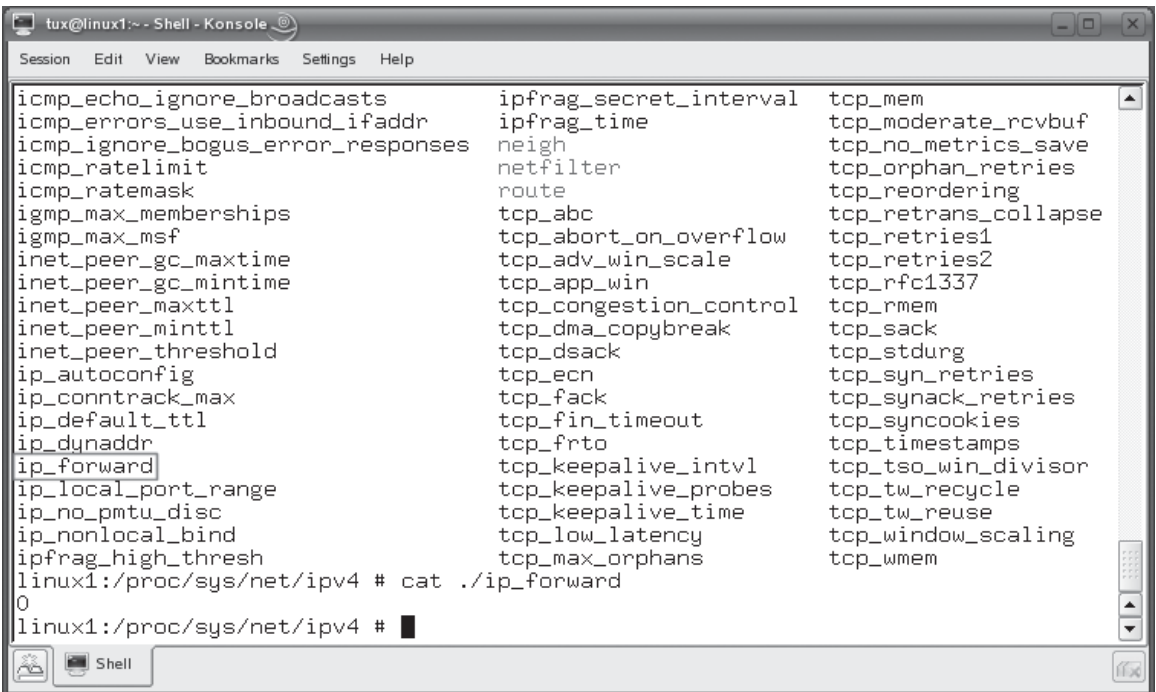 tux@linux1:~ - Shell - Konsole
Session Edit View Bookmarks Settings Help
icmp_echo_ignore_broadcasts ipfrag_secret_interval tcp_mem
icmp_errors_use_inbound_ifaddr ipfrag_time tcp_moderate_rcvbuf
icmp_ignore_bogus_error_responses neigh tcp_no_metrics_save
icmp_ratelimit netfilter tcp_orphan_retries
icmp_ratemask route tcp_reordering
igmp_max_memberships tcp_abc tcp_retrans_collapse
igmp_max_msf tcp_abort_on_overflow tcp_retries1
inet_peer_gc_maxtime tcp_adv_win_scale tcp_retries2
inet_peer_gc_mintime tcp_app_win tcp_rfc1337
inet_peer_maxttl tcp_congestion_control tcp_rmem
inet_peer_minttl tcp_dma_copybreak tcp_sack
inet_peer_threshold tcp_dsack tcp_stdurg
ip_autoconfig tcp_ecn tcp_syn_retries
ip_conntrack_max tcp_fack tcp_synack_retries
ip_default_ttl tcp_fin_timeout tcp_syncookies
ip_dynaddr tcp_frto tcp_timestamps
ip_forward tcp_keepalive_intvl tcp_tso_win_divisor
ip_local_port_range tcp_keepalive_probes tcp_tw_recycle
ip_no_pmtu_disc tcp_keepalive_time tcp_tw_reuse
ip_nonlocal_bind tcp_low_latency tcp_window_scaling
ipfrag_high_thresh tcp_max_orphans tcp_wmem
linux1:/proc/sys/net/ipv4 # cat ./ip_forward
0
linux1:/proc/sys/net/ipv4 #
Shell